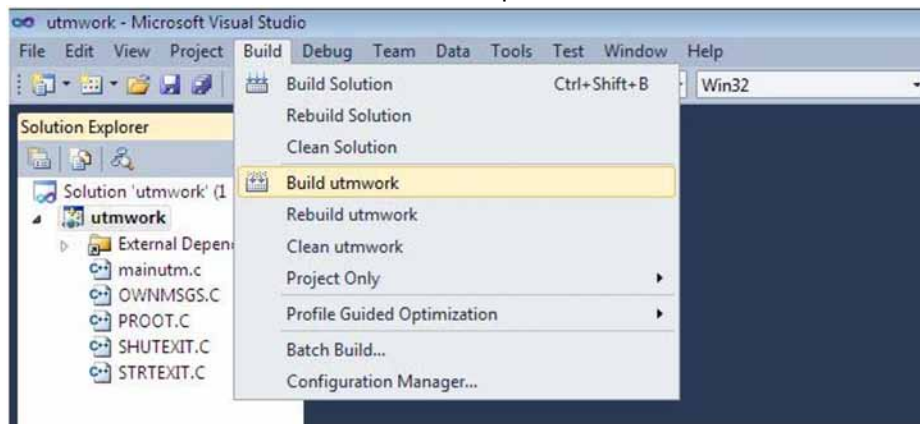 utmwork - Microsoft Visual Studio
File Edit View Project Build Debug Team Data Tools Test Window Help
Win32
Solution Explorer
Build Solution Ctrl+Shift+B
Rebuild Solution
Clean Solution
Build utmwork
Rebuild utmwork
Clean utmwork
Project Only
Profile Guided Optimization
Batch Build...
Configuration Manager...
Solution 'utmwork' (1
utmwork
External Depen
mainutm.c
OWNMSGS.C
PROOT.C
SHUTEXIT.C
STRTEXIT.C